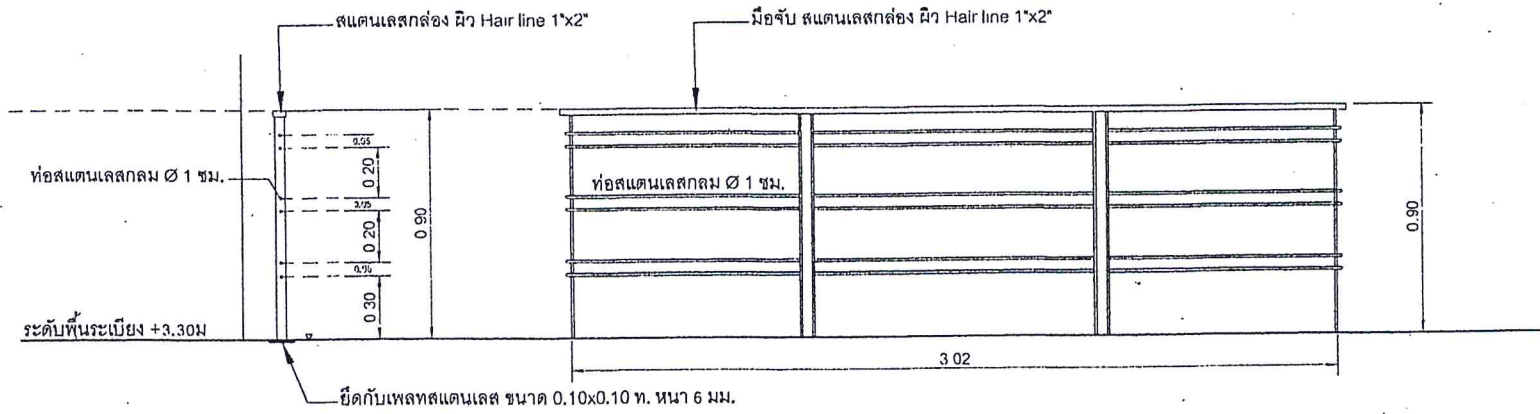 สแตนเลสกล่อง ผิว Hair line 1"x2"
มือจับ สแตนเลสกล่อง ผิว Hair line 1"x2"
0.05
0 20
ท่อสแตนเลสกลม Ø 1 ซม.
ท่อสแตนเลสกลม Ø 1 ซม.
0.05
0 20
0.90
0.90
0 30
ระดับพื้นระเบียง +3.30ม
3 02
ยึดกับเพลทสแตนเลส ขนาด 0.10x0.10 ท. หนา 6 มม.